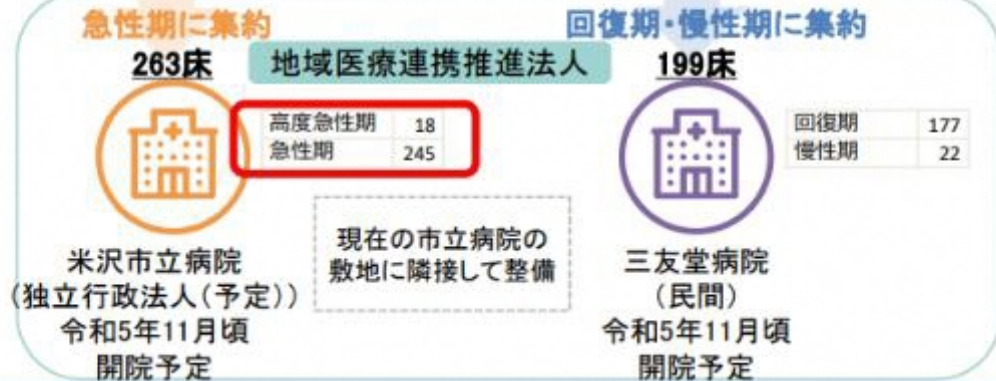 急性期に集約
263床
地域医療連携推進法人
回復期・慢性期に集約
199床
高度急性期 18
急性期 245
回復期 177
慢性期 22
現在の市立病院の
敷地に隣接して整備
米沢市立病院
(独立行政法人(予定))
令和5年11月頃
開院予定
三友堂病院
(民間)
令和5年11月頃
開院予定